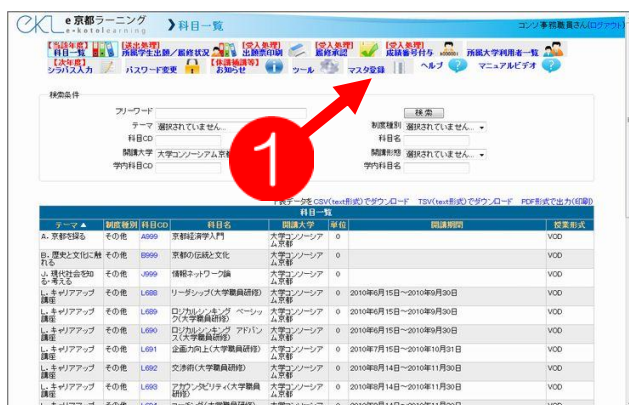 e京都ラーニング
e-kotolearning
科目一覧
コンソ事務職員さん(ログアウト)
【当該年度】 【送出処理】 【受入処理】 【受入処理】 【受入処理】
科目一覧 所属学生出願/履修状況 出願票印刷 履修承認 成績番号付与 所属大学利用者一覧
【次年度】 【休講補講等】
シラバス入力 パスワード変更 お知らせ ツール マスタ登録 ヘルプ マニュアルビデオ
検索条件
フリーワード 検索
テーマ 選択されていません... 制度種別 選択されていません...
科目CD 科目名
開講大学 大学コンソーシアム京都 開講形態 選択されていません...
学内科目CD 学内科目名
1
表データをCSV(text形式)でダウンロード TSV(text形式)でダウンロード PDF形式で出力(印刷)
科目一覧
テーマ▲ 制度種別 科目CD 科目名 開講大学 単位 開講期間 授業形式
A. 京都を探る その他 A999 京都経済学入門 大学コンソーシアム京都 0 VOD
B. 歴史と文化に触れる その他 B999 京都の伝統と文化 大学コンソーシアム京都 0 VOD
J. 現代社会を知る・考える その他 J999 情報ネットワーク論 大学コンソーシアム京都 0 VOD
L. キャリアアップ講座 その他 L688 リーダシップ(大学職員研修) 大学コンソーシアム京都 0 2010年6月15日～2010年9月30日 VOD
L. キャリアアップ講座 その他 L689 ロジカルシンキング ベーシック(大学職員研修) 大学コンソーシアム京都 0 2010年6月15日～2010年9月30日 VOD
L. キャリアアップ講座 その他 L690 ロジカルシンキング アドバンス(大学職員研修) 大学コンソーシアム京都 0 2010年6月15日～2010年9月30日 VOD
L. キャリアアップ講座 その他 L691 企画力向上(大学職員研修) 大学コンソーシアム京都 0 2010年7月15日～2010年10月31日 VOD
L. キャリアアップ講座 その他 L692 交渉術(大学職員研修) 大学コンソーシアム京都 0 2010年8月14日～2010年11月30日 VOD
L. キャリアアップ講座 その他 L693 アカウンタビリティ(大学職員研修) 大学コンソーシアム京都 0 2010年8月14日～2010年11月30日 VOD